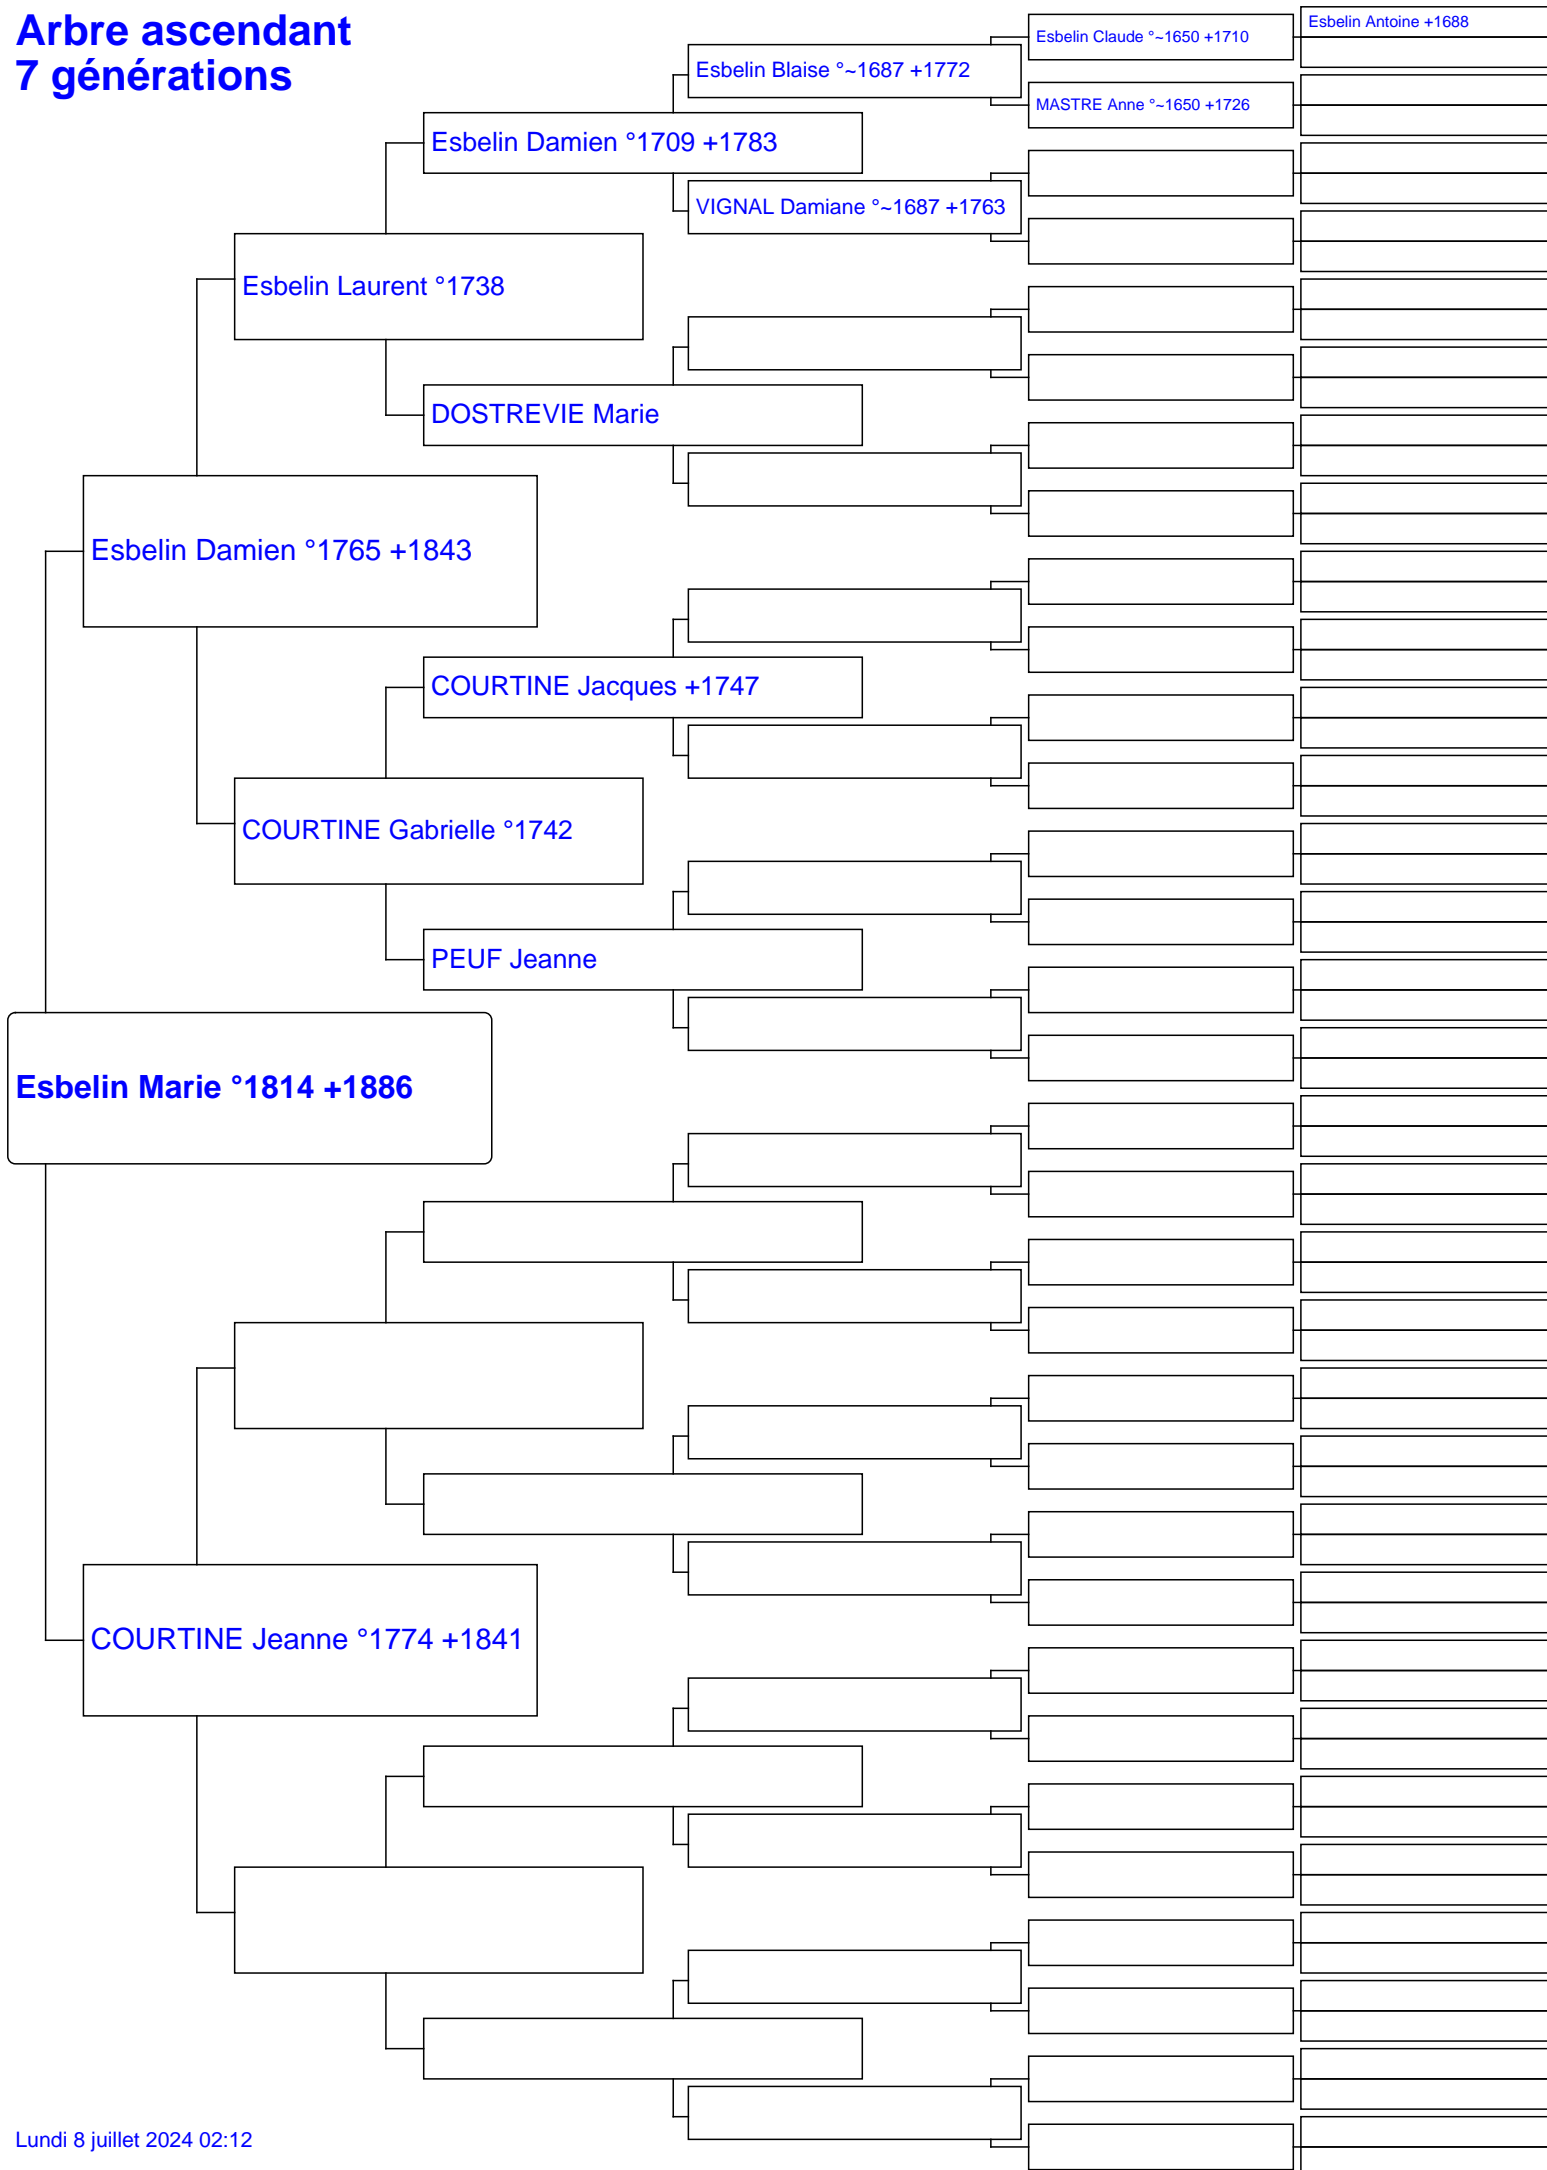 Arbre ascendant
7 générations
Esbelin Antoine +1688
Esbelin Claude °~1650 +1710
Esbelin Blaise °~1687 +1772
MASTRE Anne °~1650 +1726
Esbelin Damien °1709 +1783
VIGNAL Damiane °~1687 +1763
Esbelin Laurent °1738
DOSTREVIE Marie
Esbelin Damien °1765 +1843
COURTINE Jacques +1747
COURTINE Gabrielle °1742
PEUF Jeanne
Esbelin Marie °1814 +1886
COURTINE Jeanne °1774 +1841
Lundi 8 juillet 2024 02:12